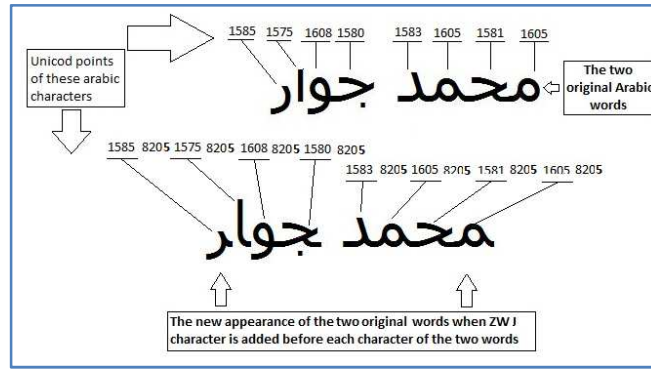 1585 1575 1608 1580 1583 1605 1581 1605
Unicod points
of these arabic
characters
محمد جوار
The two
original Arabic
words
1585 8205 1575 8205 1608 8205 1580 8205
1583 8205 1605 8205 1581 8205 1605 8205
‍م‍ح‍م‍د ‍ج‍و‍ا‍ر
The new appearance of the two original words when ZW J
character is added before each character of the two words